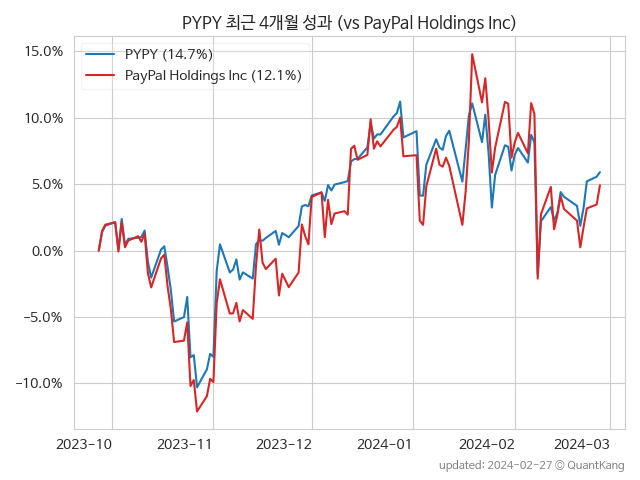 PYPY 최근 4개월 성과 (vs PayPal Holdings Inc)
PYPY (14.7%)
PayPal Holdings Inc (12.1%)
15.0%
10.0%
5.0%
0.0%
−5.0%
−10.0%
2023−10 2023−11 2023−12 2024−01 2024−02 2024−03
updated: 2024-02-27 © QuantKang